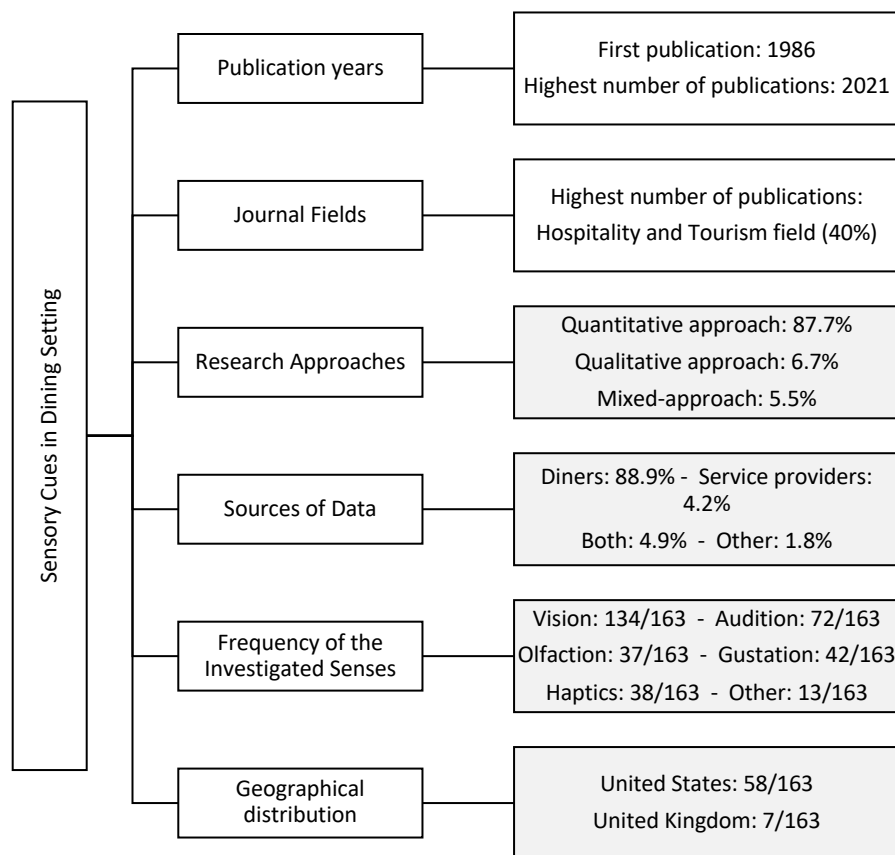 Sensory Cues in Dining Setting
Publication years
First publication: 1986
Highest number of publications: 2021
Journal Fields
Highest number of publications:
Hospitality and Tourism field (40%)
Research Approaches
Quantitative approach: 87.7%
Qualitative approach: 6.7%
Mixed-approach: 5.5%
Sources of Data
Diners: 88.9% - Service providers:
4.2%
Both: 4.9% - Other: 1.8%
Frequency of the
Investigated Senses
Vision: 134/163 - Audition: 72/163
Olfaction: 37/163 - Gustation: 42/163
Haptics: 38/163 - Other: 13/163
Geographical
distribution
United States: 58/163
United Kingdom: 7/163